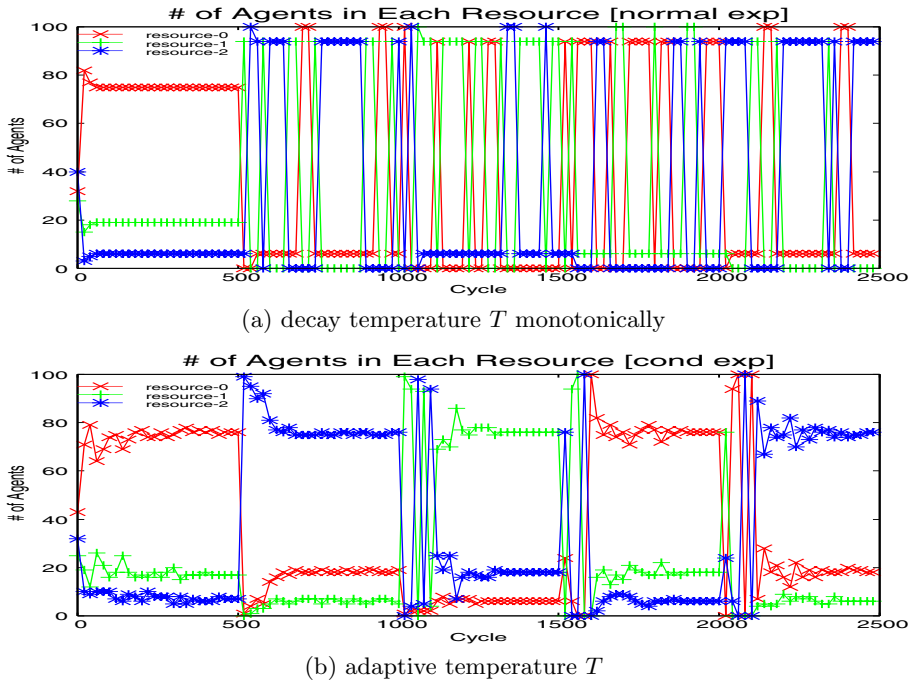 # of Agents in Each Resource [normal exp]
100
80
60
40
20
0
# of Agents
resource-0
resource-1
resource-2
0 500 1000 1500 2000 2500
Cycle
(a) decay temperature T monotonically
# of Agents in Each Resource [cond exp]
100
80
60
40
20
0
# of Agents
resource-0
resource-1
resource-2
0 500 1000 1500 2000 2500
Cycle
(b) adaptive temperature T